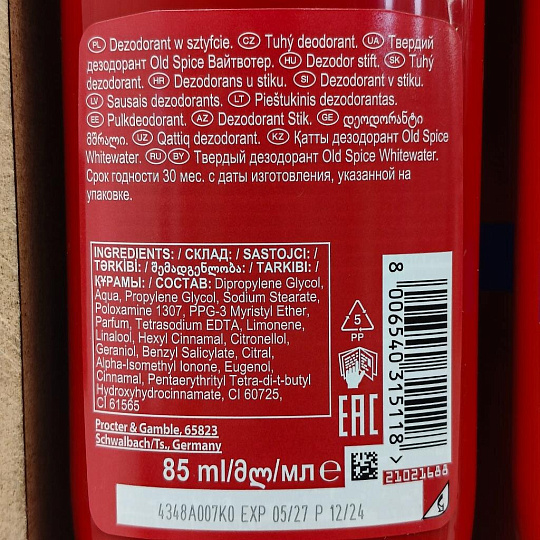 PL Dezodorant w sztyfcie. CZ Tuhý deodorant. UA Твердий
дезодорант Old Spice Вайтвотер. HU Dezodor stift. SK Tuhý
dezodorant. HR Dezodorans u stiku. SI Dezodorant v stiku.
LV Sausais dezodorants. LT Pieštukinis dezodorantas.
EE Pulkdeodorant. AZ Dezodorant Stik. GE დეოდორანტი
მშრალი. UZ Qattiq dezodorant. KZ Қатты дезодорант Old Spice
Whitewater. RU BY Твердый дезодорант Old Spice Whitewater.
Срок годности 30 мес. с даты изготовления, указанной на
упаковке.
INGREDIENTS: / СКЛАД: / SASTOJCI: /
TƏRKİBİ: / შემადგენლობა: / TARKIBI: /
ҚҰРАМЫ: / СОСТАВ: Dipropylene Glycol,
Aqua, Propylene Glycol, Sodium Stearate,
Poloxamine 1307, PPG-3 Myristyl Ether,
Parfum, Tetrasodium EDTA, Limonene,
Linalool, Hexyl Cinnamal, Citronellol,
Geraniol, Benzyl Salicylate, Citral,
Alpha-Isomethyl Ionone, Eugenol,
Cinnamal, Pentaerythrityl Tetra-di-t-butyl
Hydroxyhydrocinnamate, CI 60725,
CI 61565
Procter & Gamble, 65823
Schwalbach/Ts., Germany
85 ml/მლ/мл e
5
PP
EAC
8 006540 315118 >
21021688
4348A007K0 EXP 05/27 P 12/24